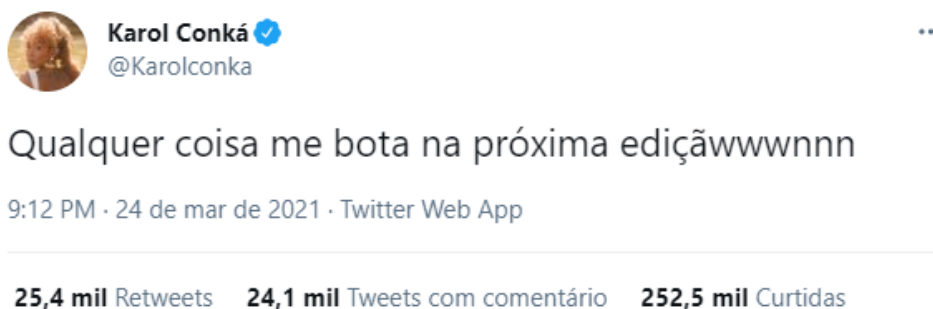 Karol Conká
@Karolconka
Qualquer coisa me bota na próxima ediçãwwwnnn
9:12 PM · 24 de mar de 2021 · Twitter Web App
25,4 mil Retweets 24,1 mil Tweets com comentário 252,5 mil Curtidas